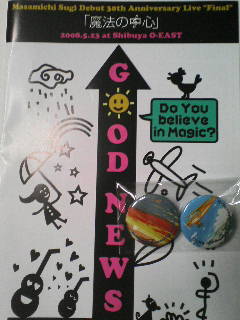 Masamichi Sugi Debut 30th Anniversary Live "Final"
「魔法の中心」
2008.5.23 at Shibuya O-EAST
GOOD NEWS
Do You
believe
in Magic?